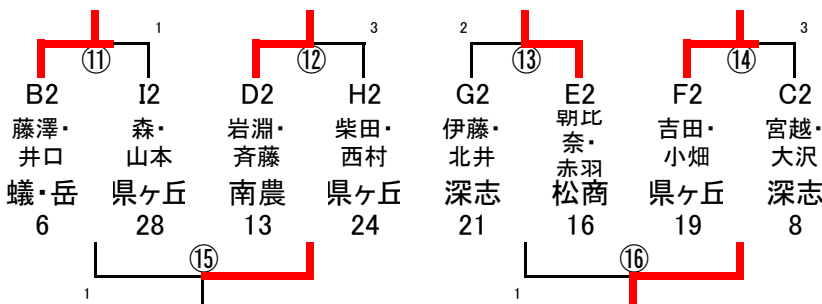 1 3 2 3
⑪ ⑫ ⑬ ⑭
B2 I2 D2 H2 G2 E2 F2 C2
藤澤・井口 森・山本 岩淵・斉藤 柴田・西村 伊藤・北井 朝比奈・赤羽 吉田・小畑 宮越・大沢
蟻・岳 県ヶ丘 南農 県ヶ丘 深志 松商 県ヶ丘 深志
6 28 13 24 21 16 19 8
⑮ ⑯
1 1